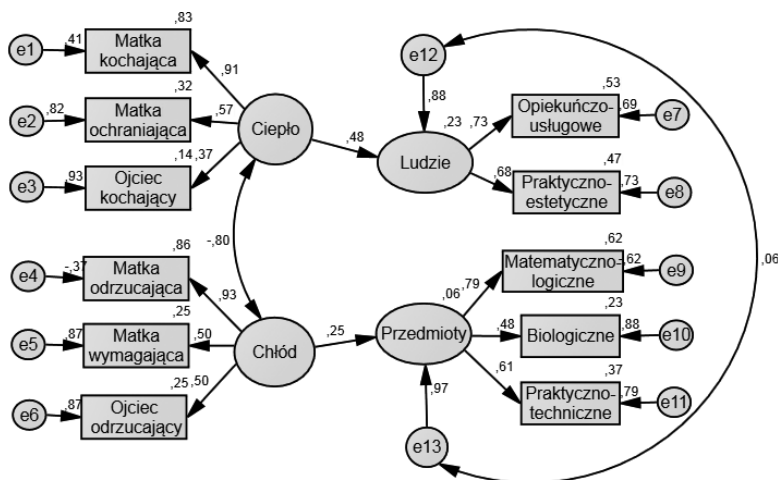 ,83
e1
,41
Matka
kochająca
,91
,32
e2
,82
Matka
ochraniająca
,57
Ciepło
,14
,37
e3
,93
Ojciec
kochający
-,80
,48
e12
,88
,23
Ludzie
,73
,53
Opiekuńczo-
usługowe
,69
e7
,68
,47
Praktyczno-
estetyczne
,73
e8
,86
e4
-,37
Matka
odrzucająca
,93
,25
e5
,87
Matka
wymagająca
,50
Chłód
,25
,50
e6
,87
Ojciec
odrzucający
,25
,06
Przedmioty
,79
,62
Matematyczno-
logiczne
-,62
e9
,48
,23
Biologiczne
,88
e10
,61
,37
Praktyczno-
techniczne
,79
e11
,97
e13
,06